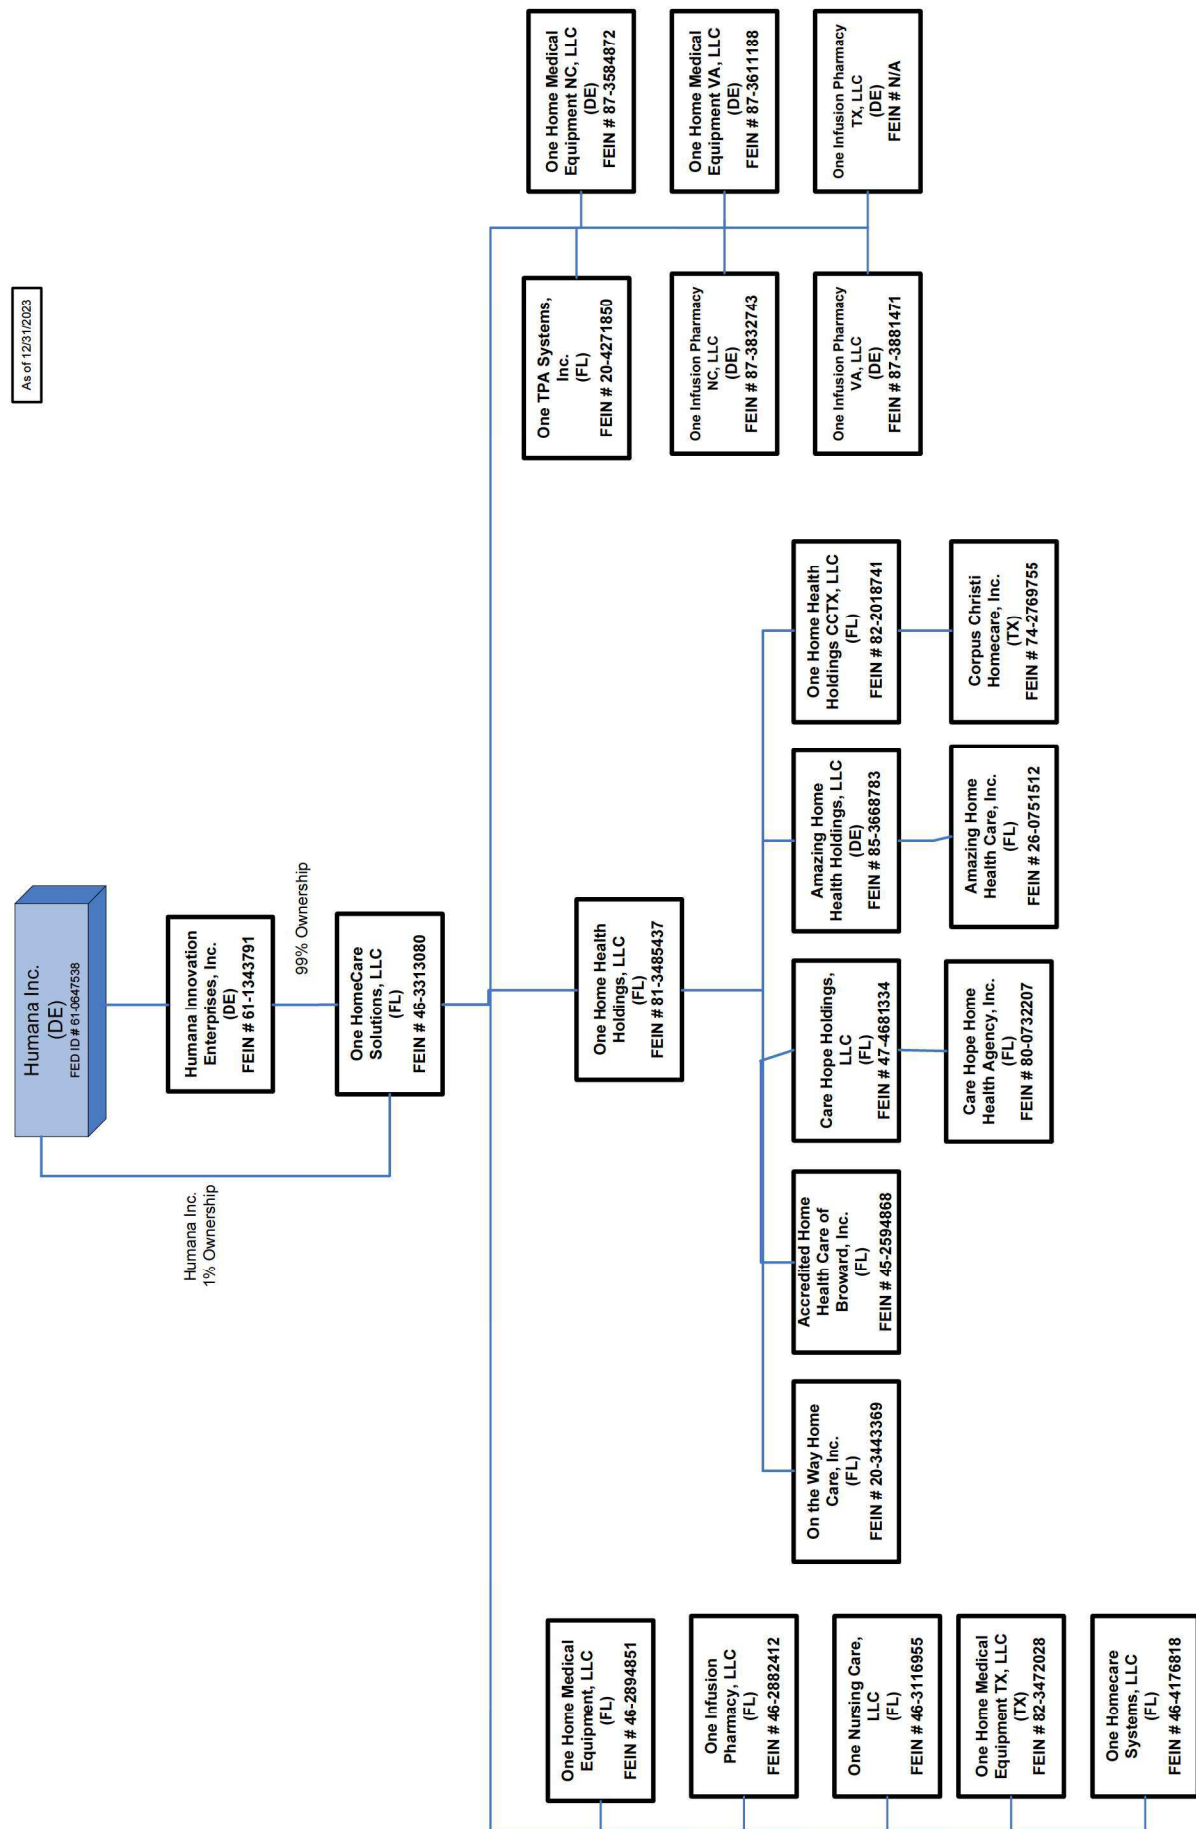 As of 12/31/2023
Humana Inc.
(DE)
FED ID # 61-0647538
Humana Innovation
Enterprises, Inc.
(DE)
FEIN # 61-1343791
Humana Inc.
1% Ownership
99% Ownership
One HomeCare
Solutions, LLC
(FL)
FEIN # 46-3313080
One Home Medical
Equipment, LLC
(FL)
FEIN # 46-2894851
One Infusion
Pharmacy, LLC
(FL)
FEIN # 46-2882412
One Nursing Care,
LLC
(FL)
FEIN # 46-3116955
One Home Medical
Equipment TX, LLC
(TX)
FEIN # 82-3472028
One Homecare
Systems, LLC
(FL)
FEIN # 46-4176818
One Home Health
Holdings, LLC
(FL)
FEIN # 81-3485437
On the Way Home
Care, Inc.
(FL)
FEIN # 20-3443369
Accredited Home
Health Care of
Broward, Inc.
(FL)
FEIN # 45-2594868
Care Hope Holdings,
LLC
(FL)
FEIN # 47-4681334
Amazing Home
Health Holdings, LLC
(DE)
FEIN # 85-3668783
One Home Health
Holdings CCTX, LLC
(FL)
FEIN # 82-2018741
Care Hope Home
Health Agency, Inc.
(FL)
FEIN # 80-0732207
Amazing Home
Health Care, Inc.
(FL)
FEIN # 26-0751512
Corpus Christi
Homecare, Inc.
(TX)
FEIN # 74-2769755
One TPA Systems,
Inc.
(FL)
FEIN # 20-4271850
One Home Medical
Equipment NC, LLC
(DE)
FEIN # 87-3584872
One Infusion Pharmacy
NC, LLC
(DE)
FEIN # 87-3832743
One Home Medical
Equipment VA, LLC
(DE)
FEIN # 87-3611188
One Infusion Pharmacy
VA, LLC
(DE)
FEIN # 87-3881471
One Infusion Pharmacy
TX, LLC
(DE)
FEIN # N/A